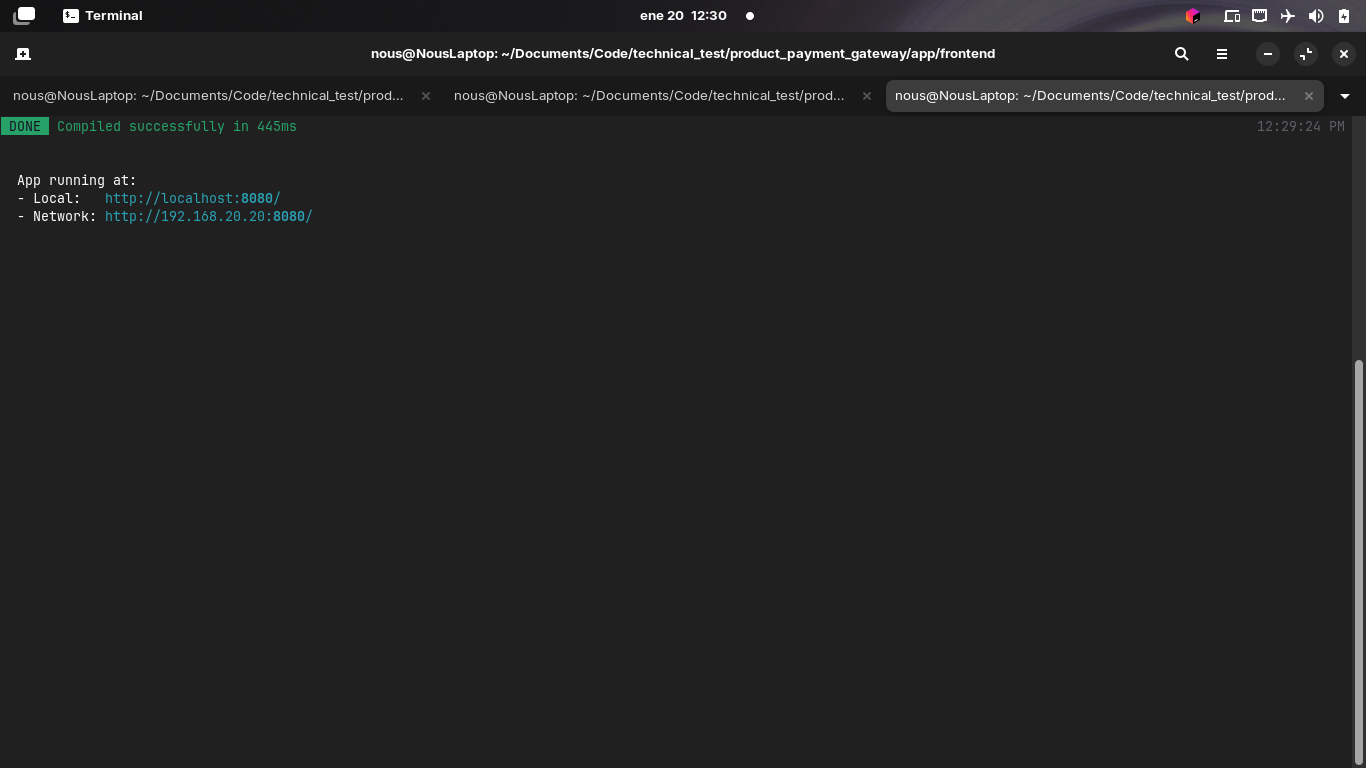 Terminal
ene 20 12:30
nous@NousLaptop: ~/Documents/Code/technical_test/product_payment_gateway/app/frontend
nous@NousLaptop: ~/Documents/Code/technical_test/prod...
nous@NousLaptop: ~/Documents/Code/technical_test/prod...
nous@NousLaptop: ~/Documents/Code/technical_test/prod...
DONE Compiled successfully in 445ms 12:29:24 PM
App running at:
- Local: http://localhost:8080/
- Network: http://192.168.20.20:8080/